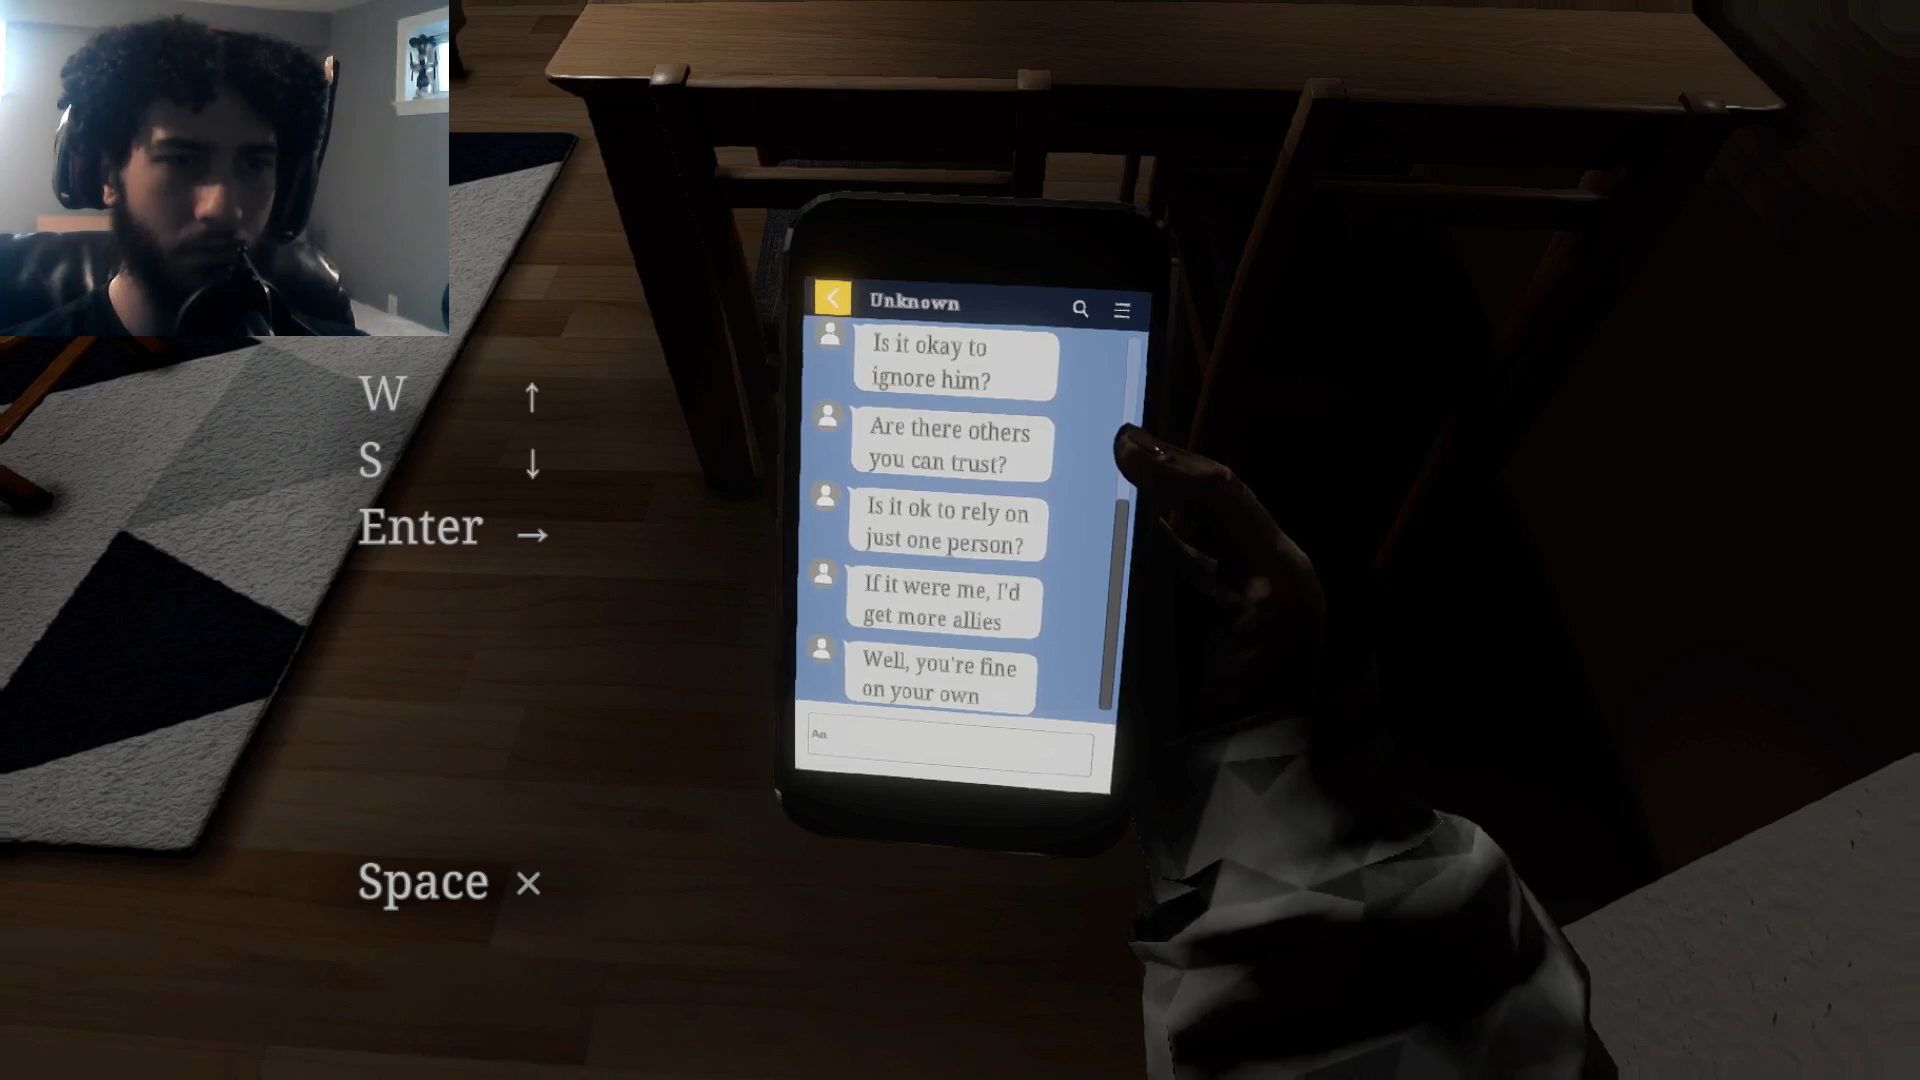 W ↑
S ↓
Enter →
Space ×
Unknown
Is it okay to
ignore him?
Are there others
you can trust?
Is it ok to rely on
just one person?
If it were me, I'd
get more allies
Well, you're fine
on your own
Aa